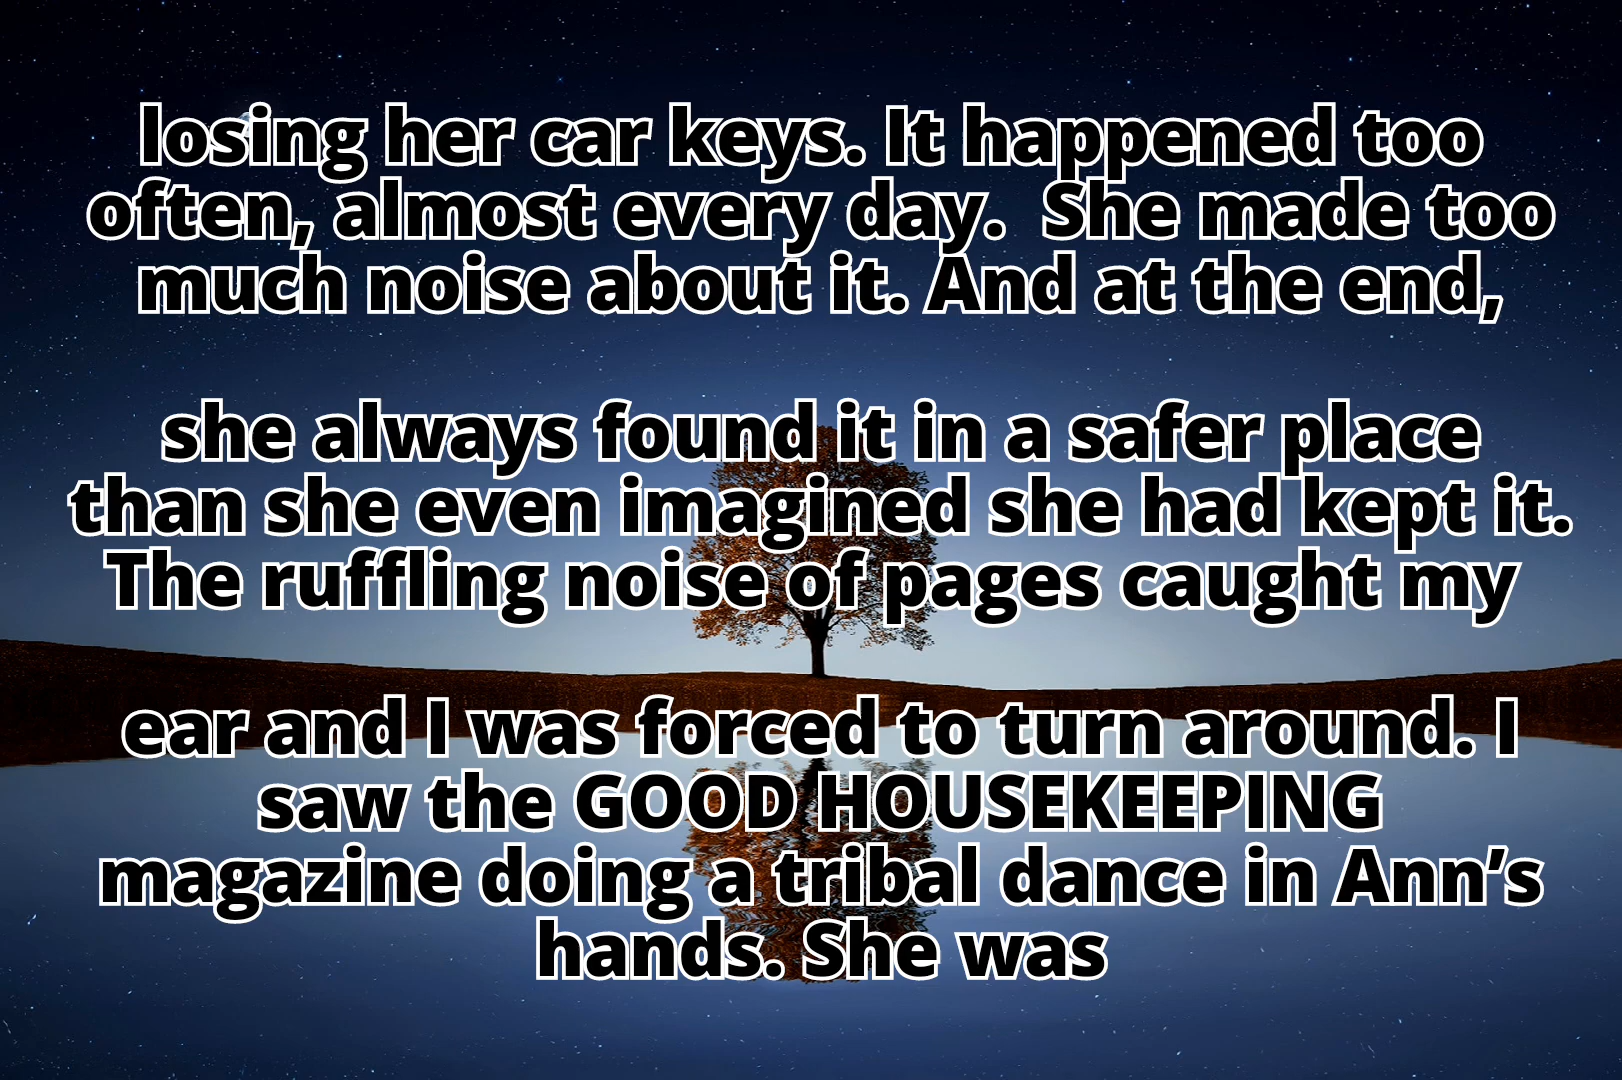 losing her car keys. It happened too
often, almost every day.  She made too
much noise about it. And at the end,
she always found it in a safer place
than she even imagined she had kept it.
The ruffling noise of pages caught my
ear and I was forced to turn around. I
saw the GOOD HOUSEKEEPING
magazine doing a tribal dance in Ann’s
hands. She was